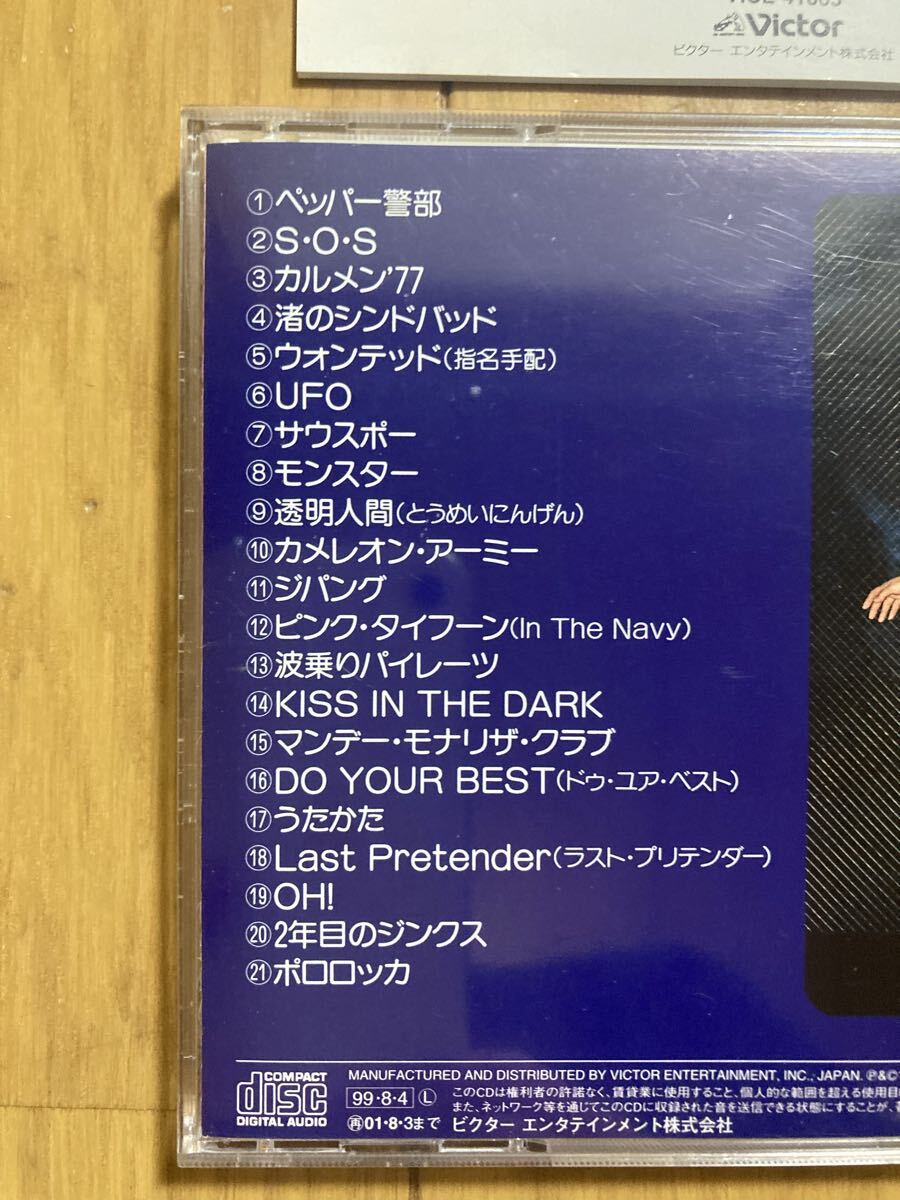 Victor
ビクター エンタテインメント株式会社
①ペッパー警部
②S・O・S
③カルメン'77
④渚のシンドバッド
⑤ウォンテッド(指名手配)
⑥UFO
⑦サウスポー
⑧モンスター
⑨透明人間(とうめいにんげん)
⑩カメレオン・アーミー
⑪ジパング
⑫ピンク・タイフーン(In The Navy)
⑬波乗りパイレーツ
⑭KISS IN THE DARK
⑮マンデー・モナリザ・クラブ
⑯DO YOUR BEST(ドゥ・ユア・ベスト)
⑰うたかた
⑱Last Pretender(ラスト・プリテンダー)
⑲OH!
⑳2年目のジンクス
㉑ポロロッカ
COMPACT
disc
DIGITAL AUDIO
MANUFACTURED AND DISTRIBUTED BY VICTOR ENTERTAINMENT, INC., JAPAN. ℗&©
99・8・4 Ⓛ
このCDは権利者の許諾なく、賃貸業に使用すること、個人的な範囲を超える使用目
また、ネットワーク等を通じてこのCDに収録された音を送信できる状態にすることが、
㊢01・8・3まで
ビクター エンタテインメント株式会社